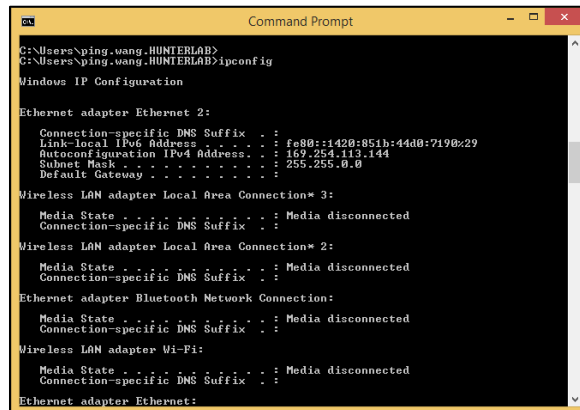 Command Prompt
C:\Users\ping.wang.HUNTERLAB>
C:\Users\ping.wang.HUNTERLAB>ipconfig
Windows IP Configuration
Ethernet adapter Ethernet 2:
Connection-specific DNS Suffix . :
Link-local IPv6 Address . . . . . : fe80::1420:851b:44d0:7190%29
Autoconfiguration IPv4 Address. . : 169.254.113.144
Subnet Mask . . . . . . . . . . . : 255.255.0.0
Default Gateway . . . . . . . . . :
Wireless LAN adapter Local Area Connection* 3:
Media State . . . . . . . . . . . : Media disconnected
Connection-specific DNS Suffix . :
Wireless LAN adapter Local Area Connection* 2:
Media State . . . . . . . . . . . : Media disconnected
Connection-specific DNS Suffix . :
Ethernet adapter Bluetooth Network Connection:
Media State . . . . . . . . . . . : Media disconnected
Connection-specific DNS Suffix . :
Wireless LAN adapter Wi-Fi:
Media State . . . . . . . . . . . : Media disconnected
Connection-specific DNS Suffix . :
Ethernet adapter Ethernet: